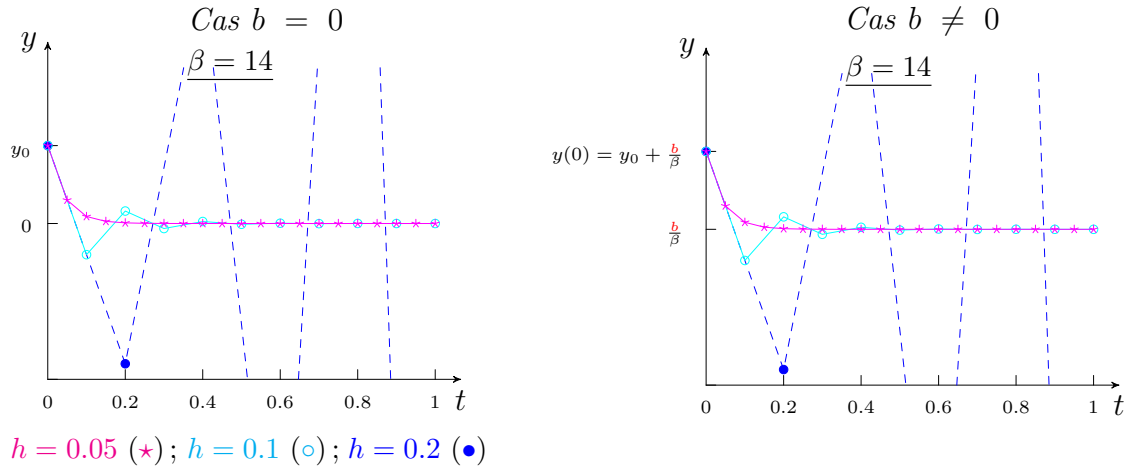 Cas b = 0
y
β = 14
y₀
0
0 0.2 0.4 0.6 0.8 1
t
h = 0.05 (⋆) ; h = 0.1 (○) ; h = 0.2 (●)
Cas b ≠ 0
y
β = 14
y(0) = y₀ + b/β
b/β
0 0.2 0.4 0.6 0.8 1
t